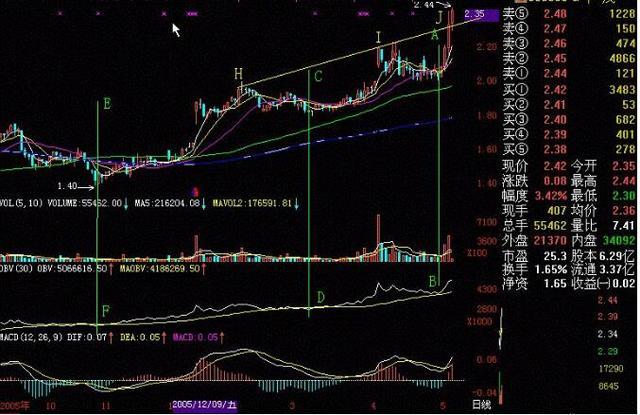 2.44
2.35
J
A
I
H
C
E
2.20
2.00
1.80
1.60
1.40
1.40
VOL(5,10) VOLUME:55462.00↓ MA5:216204.08↓ MAVOL2:176591.81↓
7100
3600
X100
OBV(30) OBV:5066616.50↑ MAOBV:4186269.50↑
B
D
F
4300
2800
X1000
MACD(12,26,9) DIF:0.07↑ DEA:0.05↑ MACD:0.05↑
0.06
-0.04
2005年 10 11 2005/12/09/五 3 4 5 日线
卖⑤ 2.48 1228
卖④ 2.47 150
卖③ 2.46 474
卖② 2.45 4866
卖① 2.44 121
买① 2.42 3483
买② 2.41 53
买③ 2.40 682
买④ 2.39 401
买⑤ 2.38 278
现价 2.42 今开 2.35
涨跌 0.08 最高 2.44
幅度 3.42% 最低 2.30
现手 407 均价 2.36
总手 55462 量比 7.41
外盘 21370 内盘 34092
市盈 25.3 股本 6.29亿
换手 1.65% 流通 3.37亿
净资 1.65 收益(一) 0.02
2.44
2.39
2.34
2.29
17290
8645